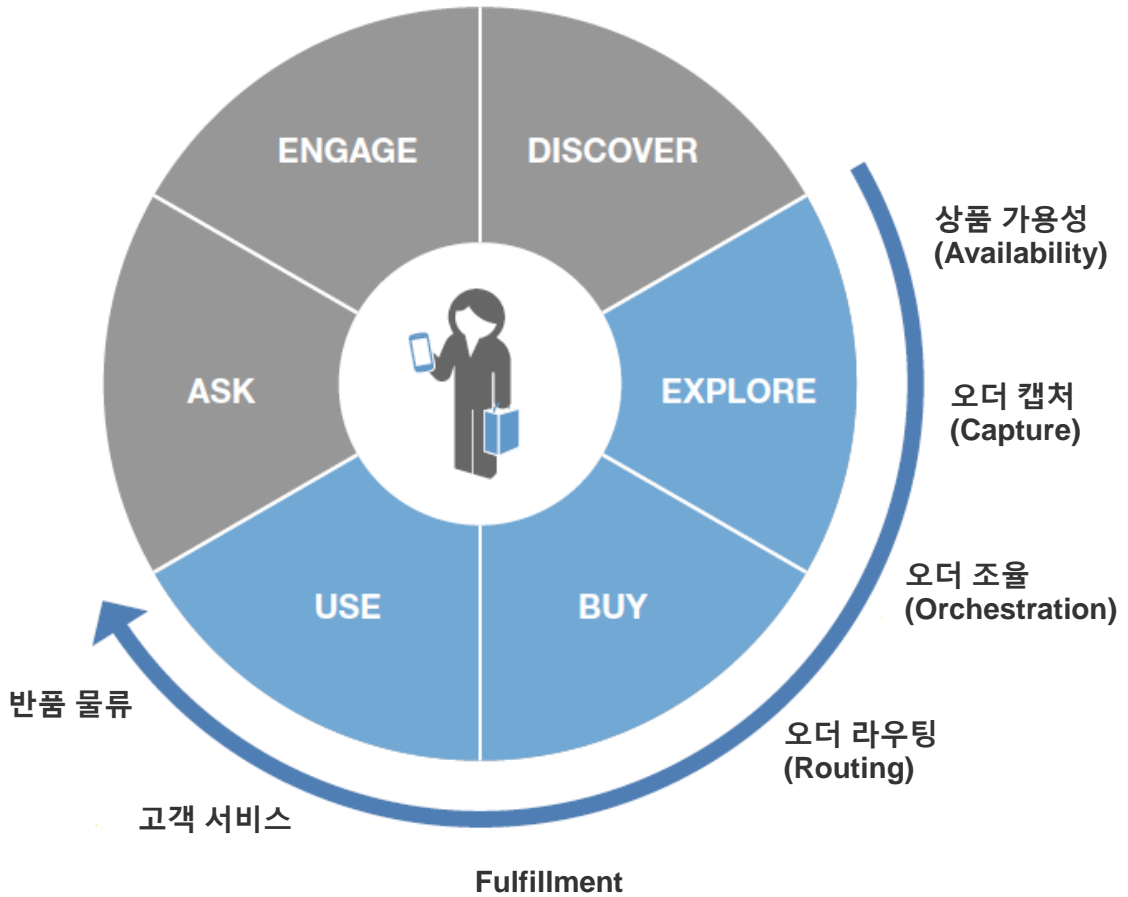 ENGAGE
DISCOVER
상품 가용성
(Availability)
ASK
EXPLORE
오더 캡처
(Capture)
오더 조율
(Orchestration)
USE
BUY
반품 물류
오더 라우팅
(Routing)
고객 서비스
Fulfillment